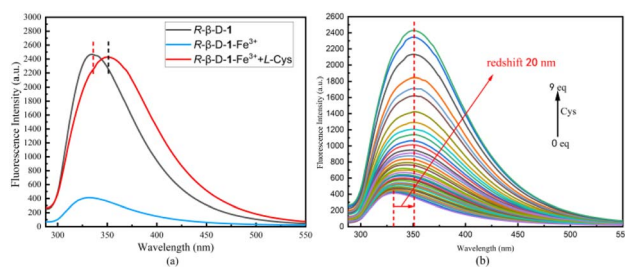 (a)
3000
2800
2600
2400
2200
2000
1800
1600
1400
1200
1000
800
600
400
200
0
Fluorescence Intensity (a.u.)
R-β-D-1
R-β-D-1-Fe³⁺
R-β-D-1-Fe³⁺+L-Cys
300 350 400 450 500 550
Wavelength (nm)
(a)
(b)
2600
2400
2200
2000
1800
1600
1400
1200
1000
800
600
400
200
0
Fluorescence Intensity (a.u.)
redshift 20 nm
9 eq
Cys
0 eq
300 350 400 450 500 55
Wavelength (nm)
(b)